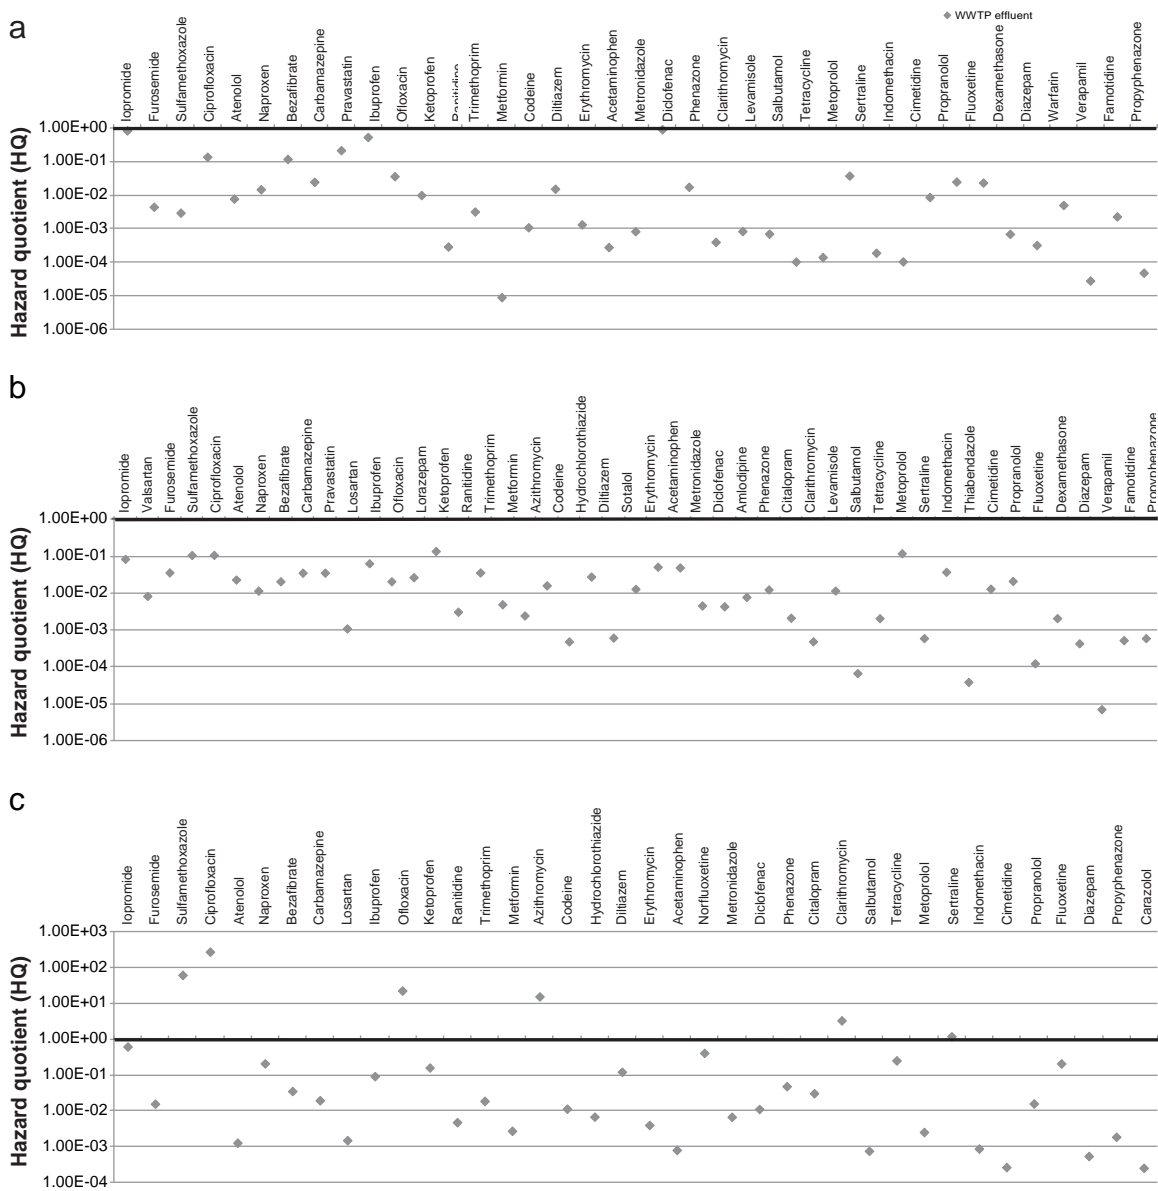 a
WWTP effluent
Iopromide
Furosemide
Sulfamethoxazole
Ciprofloxacin
Atenolol
Naproxen
Bezafibrate
Carbamazepine
Pravastatin
Ibuprofen
Ofloxacin
Ketoprofen
Ranitidine
Trimethoprim
Metformin
Codeine
Diltiazem
Erythromycin
Acetaminophen
Metronidazole
Didofenac
Phenazone
Clarithromycin
Levamisole
Salbutamol
Tetracycline
Metoprolol
Sertraline
Indomethacin
Cimetidine
Propranolol
Fluoxetine
Dexamethasone
Diazepam
Warfarin
Verapamil
Famotidine
Propyphenazone
Hazard quotient (HQ)
1.00E+00
1.00E-01
1.00E-02
1.00E-03
1.00E-04
1.00E-05
1.00E-06
b
Iopromide
Valsartan
Furosemide
Sulfamethoxazole
Ciprofloxacin
Atenolol
Naproxen
Bezafibrate
Carbamazepine
Pravastatin
Losartan
Ibuprofen
Ofloxacin
Lorazepam
Ketoprofen
Ranitidine
Trimethoprim
Metformin
Azithromycin
Codeine
Hydrochlorothiazide
Diltiazem
Sotalol
Erythromycin
Acetaminophen
Metronidazole
Didofenac
Amlodipine
Phenazone
Citalopram
Clarithromycin
Levamisole
Salbutamol
Tetracycline
Metoprolol
Sertraline
Indomethacin
Thiabendazole
Cimetidine
Propranolol
Fluoxetine
Dexamethasone
Diazepam
Verapamil
Famotidine
Propyphenazone
Hazard quotient (HQ)
1.00E+00
1.00E-01
1.00E-02
1.00E-03
1.00E-04
1.00E-05
1.00E-06
c
Iopromide
Furosemide
Sulfamethoxazole
Ciprofloxacin
Atenolol
Naproxen
Bezafibrate
Carbamazepine
Losartan
Ibuprofen
Ofloxacin
Ketoprofen
Ranitidine
Trimethoprim
Metformin
Azithromycin
Codeine
Hydrochlorothiazide
Diltiazem
Erythromycin
Acetaminophen
Norfluoxetine
Metronidazole
Diclofenac
Phenazone
Citalopram
Clarithromycin
Salbutamol
Tetracycline
Metoprolol
Sertraline
Indomethacin
Cimetidine
Propranolol
Fluoxetine
Diazepam
Propyphenazone
Carazolol
Hazard quotient (HQ)
1.00E+03
1.00E+02
1.00E+01
1.00E+00
1.00E-01
1.00E-02
1.00E-03
1.00E-04